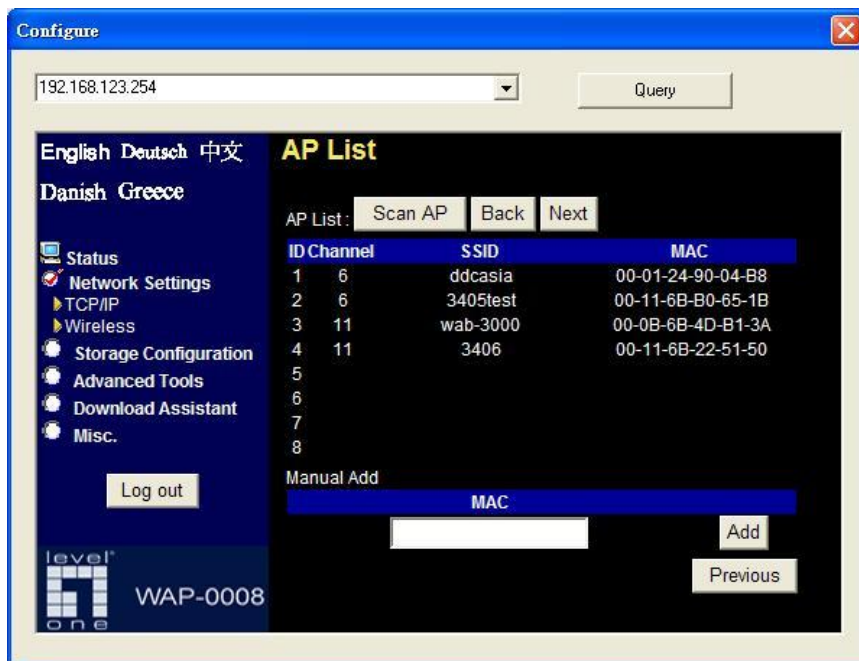 Configure
192.168.123.254
Query
English Deutsch 中文
Danish Greece
Status
Network Settings
TCP/IP
Wireless
Storage Configuration
Advanced Tools
Download Assistant
Misc.
Log out
level
one
WAP-0008
AP List
AP List : Scan AP Back Next
ID Channel SSID MAC
1 6 ddcasia 00-01-24-90-04-B8
2 6 3405test 00-11-6B-B0-65-1B
3 11 wab-3000 00-0B-6B-4D-B1-3A
4 11 3406 00-11-6B-22-51-50
5
6
7
8
Manual Add
MAC
Add
Previous